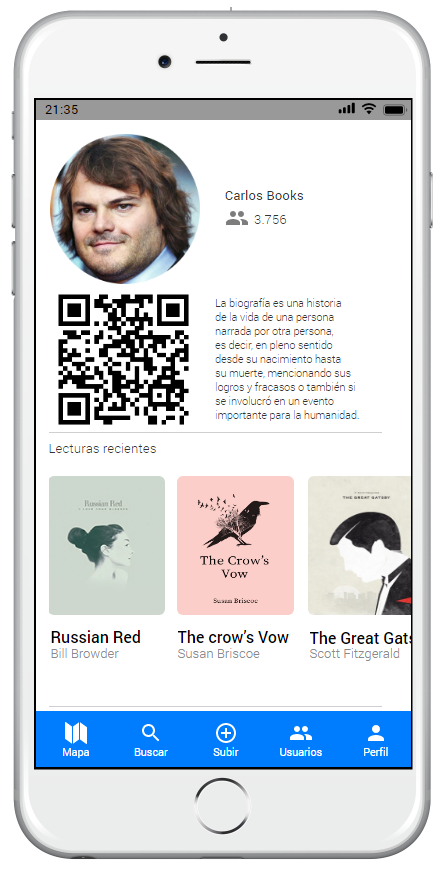 21:35
Carlos Books
3.756
La biografía es una historia
de la vida de una persona
narrada por otra persona,
es decir, en pleno sentido
desde su nacimiento hasta
su muerte, mencionando sus
logros y fracasos o también si
se involucró en un evento
importante para la humanidad.
Lecturas recientes
Russian Red
The Crow's
Vow
Susan Briscoe
THE GREAT GATSBY
Russian Red
Bill Browder
The crow's Vow
Susan Briscoe
The Great Gats
Scott Fitzgerald
Mapa
Buscar
Subir
Usuarios
Perfil